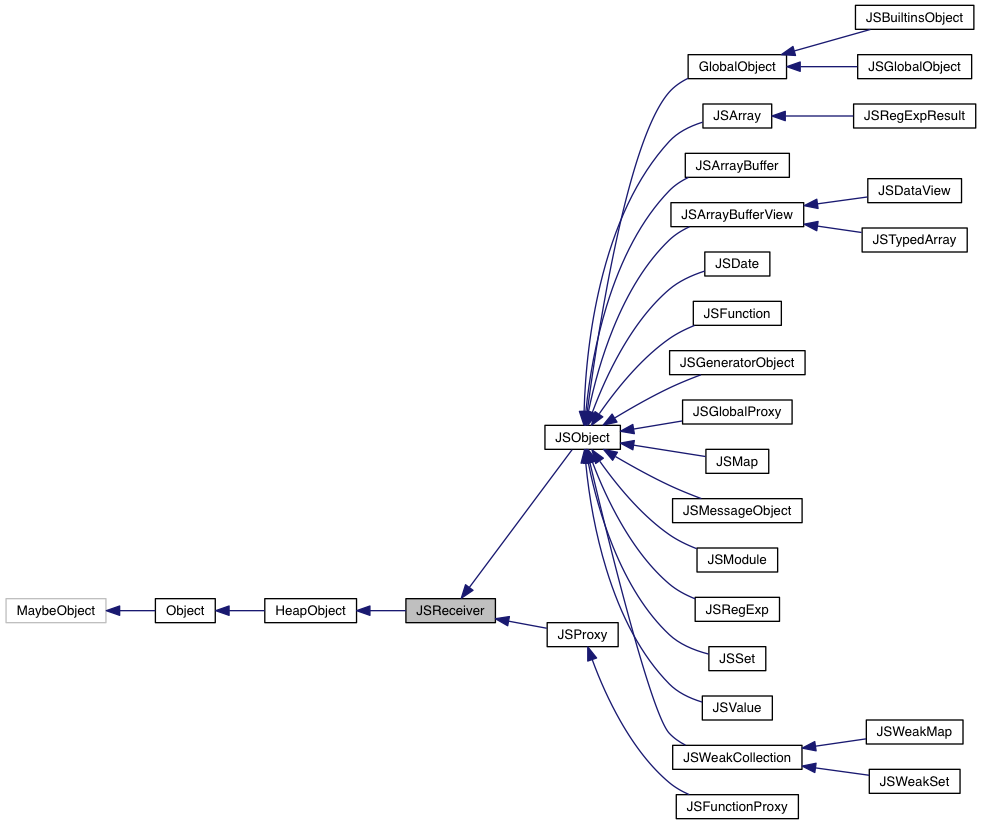 JSBuiltinsObject
GlobalObject
JSGlobalObject
JSArray
JSRegExpResult
JSArrayBuffer
JSDataView
JSArrayBufferView
JSTypedArray
JSDate
JSFunction
JSGeneratorObject
JSGlobalProxy
JSObject
JSMap
JSMessageObject
JSModule
MaybeObject
Object
HeapObject
JSReceiver
JSRegExp
JSProxy
JSSet
JSValue
JSWeakMap
JSWeakCollection
JSWeakSet
JSFunctionProxy